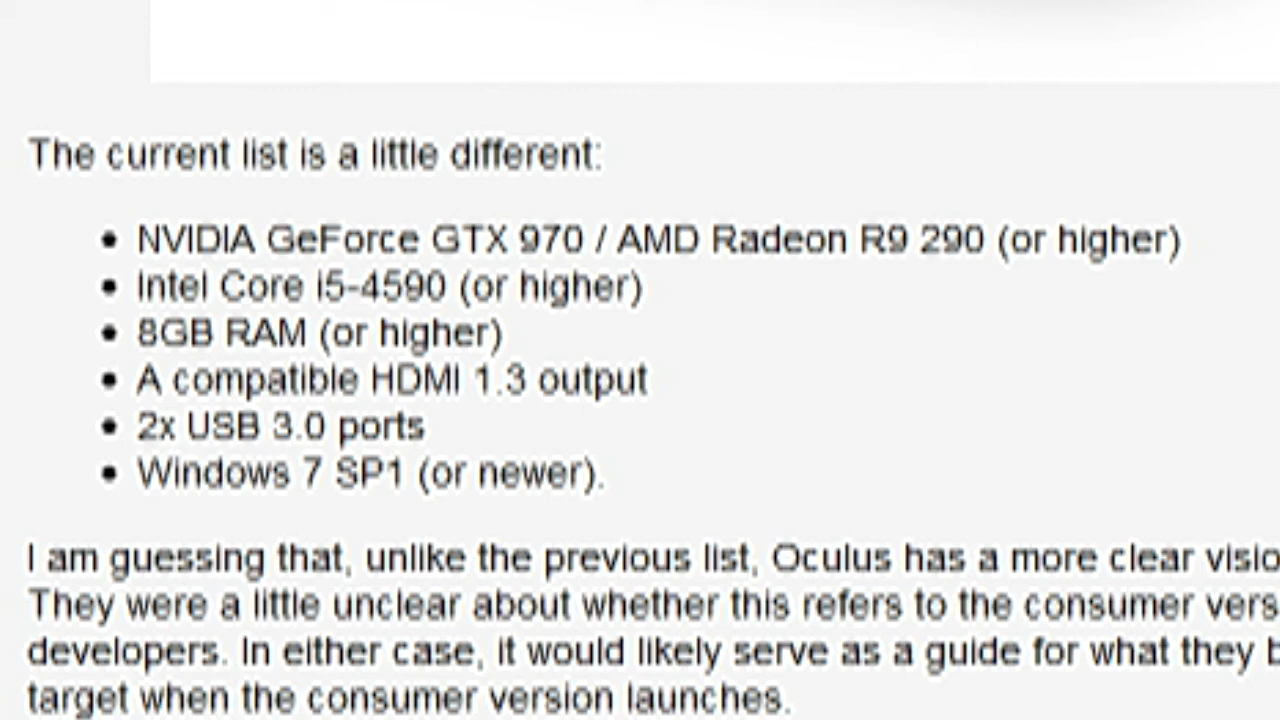 The current list is a little different:
• NVIDIA GeForce GTX 970 / AMD Radeon R9 290 (or higher)
• Intel Core i5-4590 (or higher)
• 8GB RAM (or higher)
• A compatible HDMI 1.3 output
• 2x USB 3.0 ports
• Windows 7 SP1 (or newer).
I am guessing that, unlike the previous list, Oculus has a more clear visio
They were a little unclear about whether this refers to the consumer vers
developers. In either case, it would likely serve as a guide for what they b
target when the consumer version launches.